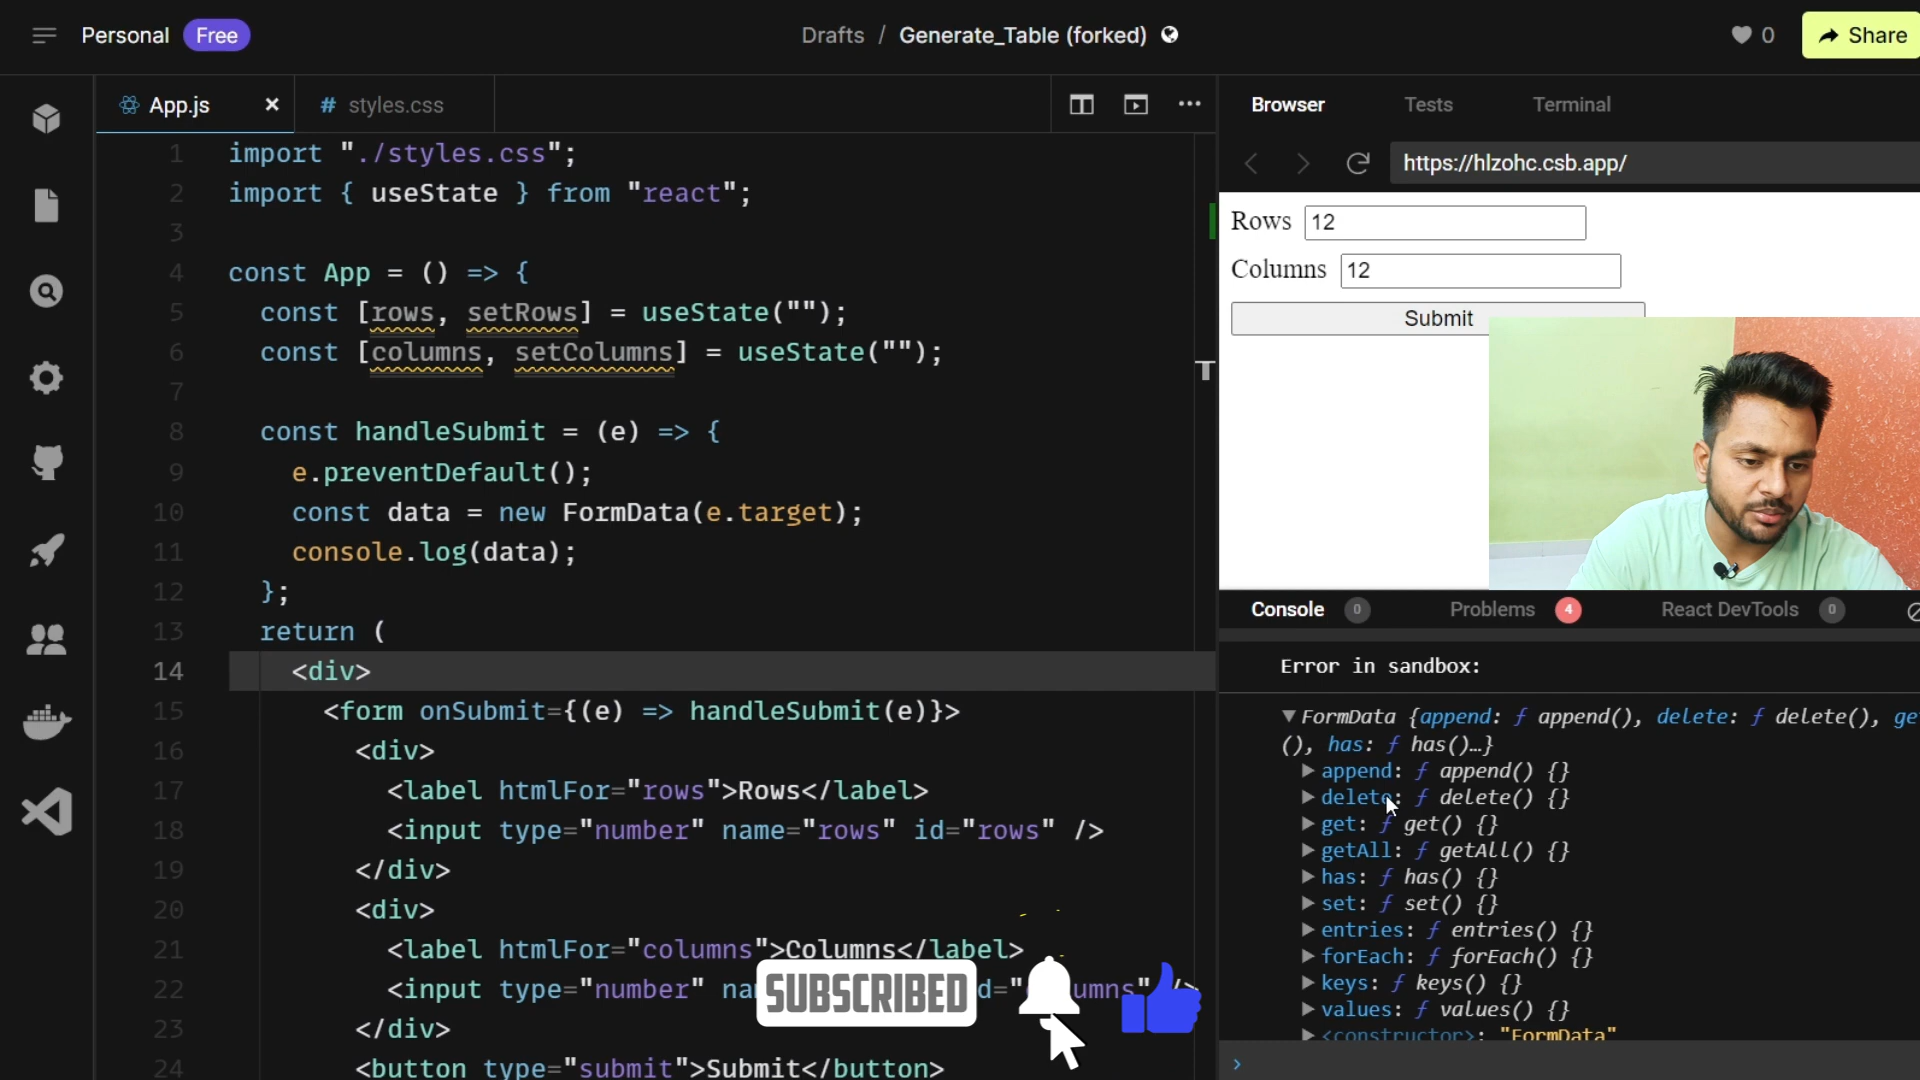 Personal Free
Drafts / Generate_Table (forked)
0
Share
App.js
# styles.css
Browser Tests Terminal
https://hlzohc.csb.app/
1 import "./styles.css";
2 import { useState } from "react";
3
4 const App = () => {
5 const [rows, setRows] = useState("");
6 const [columns, setColumns] = useState("");
7
8 const handleSubmit = (e) => {
9 e.preventDefault();
10 const data = new FormData(e.target);
11 console.log(data);
12 };
13 return (
14 <div>
15 <form onSubmit={(e) => handleSubmit(e)}>
16 <div>
17 <label htmlFor="rows">Rows</label>
18 <input type="number" name="rows" id="rows" />
19 </div>
20 <div>
21 <label htmlFor="columns">Columns</label>
22 <input type="number"
23 </div>
24 <button type="submit">Submit</button>
SUBSCRIBED
Rows 12
Columns 12
Submit
T
Console 0 Problems 4 React DevTools 0
Error in sandbox:
FormData {append: ƒ append(), delete: ƒ delete(), ge
(), has: ƒ has()…}
append: ƒ append() {}
delete: ƒ delete() {}
get: ƒ get() {}
getAll: ƒ getAll() {}
has: ƒ has() {}
set: ƒ set() {}
entries: ƒ entries() {}
forEach: ƒ forEach() {}
keys: ƒ keys() {}
values: ƒ values() {}
<constructor>: "FormData"